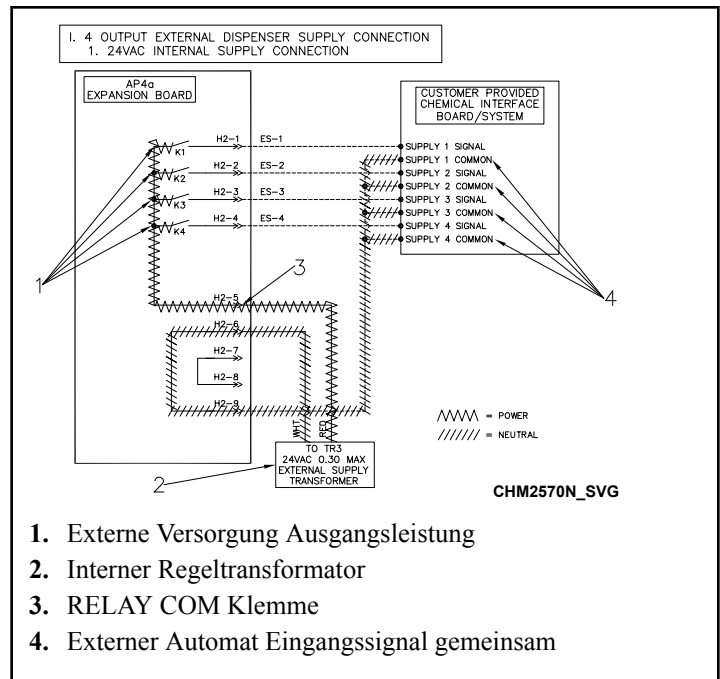 I. 4 OUTPUT EXTERNAL DISPENSER SUPPLY CONNECTION
1. 24VAC INTERNAL SUPPLY CONNECTION
AP4a
EXPANSION BOARD
CUSTOMER PROVIDED
CHEMICAL INTERFACE
BOARD/SYSTEM
K1
H2-1
ES-1
SUPPLY 1 SIGNAL
SUPPLY 1 COMMON
K2
H2-2
ES-2
SUPPLY 2 SIGNAL
SUPPLY 2 COMMON
K3
H2-3
ES-3
SUPPLY 3 SIGNAL
SUPPLY 3 COMMON
K4
H2-4
ES-4
SUPPLY 4 SIGNAL
SUPPLY 4 COMMON
1
3
4
H2-5
H2-6
H2-7
H2-8
H2-9
WHT
RED
= POWER
= NEUTRAL
TO TR3
24VAC 0.30 MAX
EXTERNAL SUPPLY
TRANSFORMER
2
CHM2570N_SVG
1. Externe Versorgung Ausgangsleistung
2. Interner Regeltransformator
3. RELAY COM Klemme
4. Externer Automat Eingangssignal gemeinsam